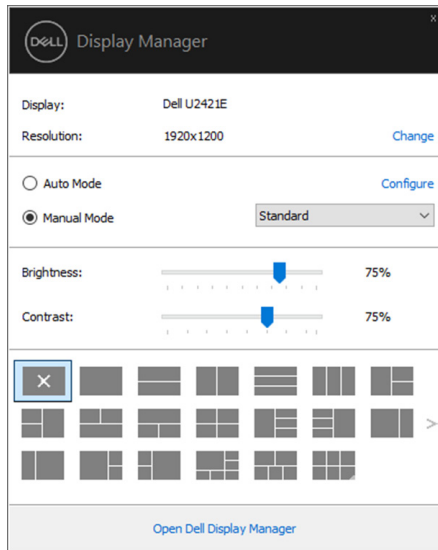 DELL Display Manager
x
Display: Dell U2421E
Resolution: 1920x1200 Change
Auto Mode Configure
Manual Mode Standard
Brightness: 75%
Contrast: 75%
Open Dell Display Manager